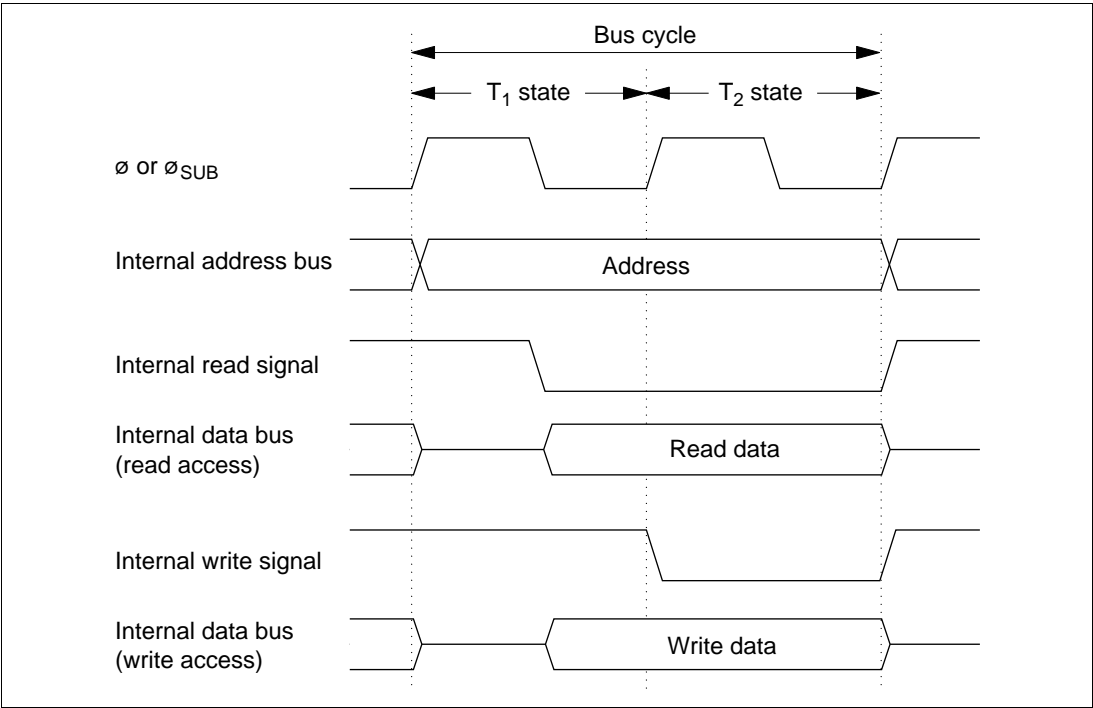 Bus cycle
T₁ state
T₂ state
ø or ø SUB
Internal address bus
Address
Internal read signal
Internal data bus
(read access)
Read data
Internal write signal
Internal data bus
(write access)
Write data